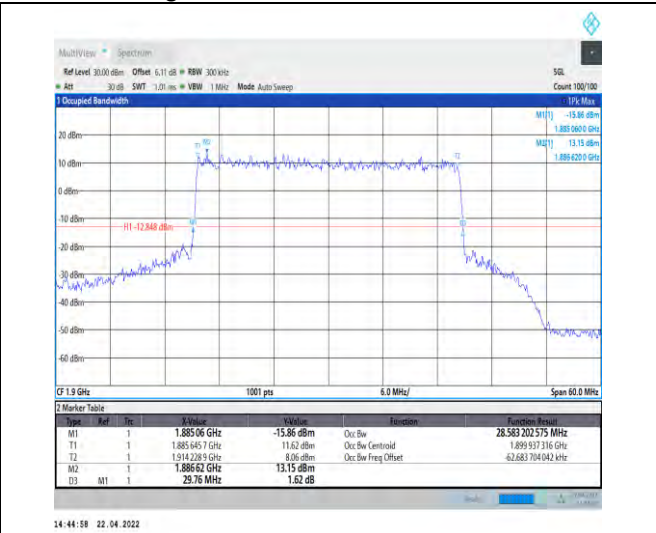 MultiView Spectrum
Ref Level 30.00 dBm Offset 6.11 dB RBW 300 kHz SGL
Att 30 dB SWT 1.01 ms VBW 1 MHz Mode Auto Sweep Count 100/100
1 Occupied Bandwidth 1Pk Max
M1[1] -15.86 dBm
1.885 060 0 GHz
M2[1] 13.15 dBm
1.886 620 0 GHz
20 dBm
T1 M2 T2
10 dBm
0 dBm
-10 dBm
H1 -12.848 dBm M1 D3
-20 dBm
-30 dBm
-40 dBm
-50 dBm
-60 dBm
CF 1.9 GHz 1001 pts 6.0 MHz/ Span 60.0 MHz
2 Marker Table
Type Ref Trc X-Value Y-Value Function Function Result
M1 1 1.885 06 GHz -15.86 dBm Occ Bw 28.583 202 575 MHz
T1 1 1.885 645 7 GHz 11.62 dBm Occ Bw Centroid 1.899 937 316 GHz
T2 1 1.914 228 9 GHz 8.06 dBm Occ Bw Freq Offset -62.683 704 042 kHz
M2 1 1.886 62 GHz 13.15 dBm
D3 M1 1 29.76 MHz 1.62 dB
14:44:58 22.04.2022